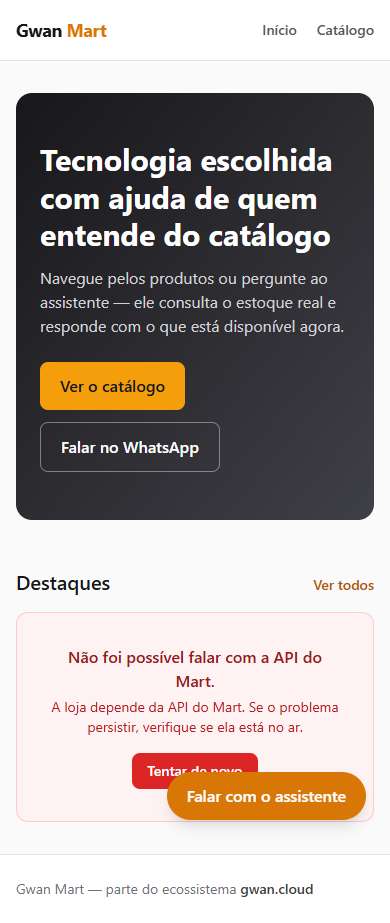 Gwan Mart
Início
Catálogo
Tecnologia escolhida
com ajuda de quem
entende do catálogo
Navegue pelos produtos ou pergunte ao
assistente — ele consulta o estoque real e
responde com o que está disponível agora.
Ver o catálogo
Falar no WhatsApp
Destaques
Ver todos
Não foi possível falar com a API do
Mart.
A loja depende da API do Mart. Se o problema
persistir, verifique se ela está no ar.
Tentar de novo
Falar com o assistente
Gwan Mart — parte do ecossistema gwan.cloud